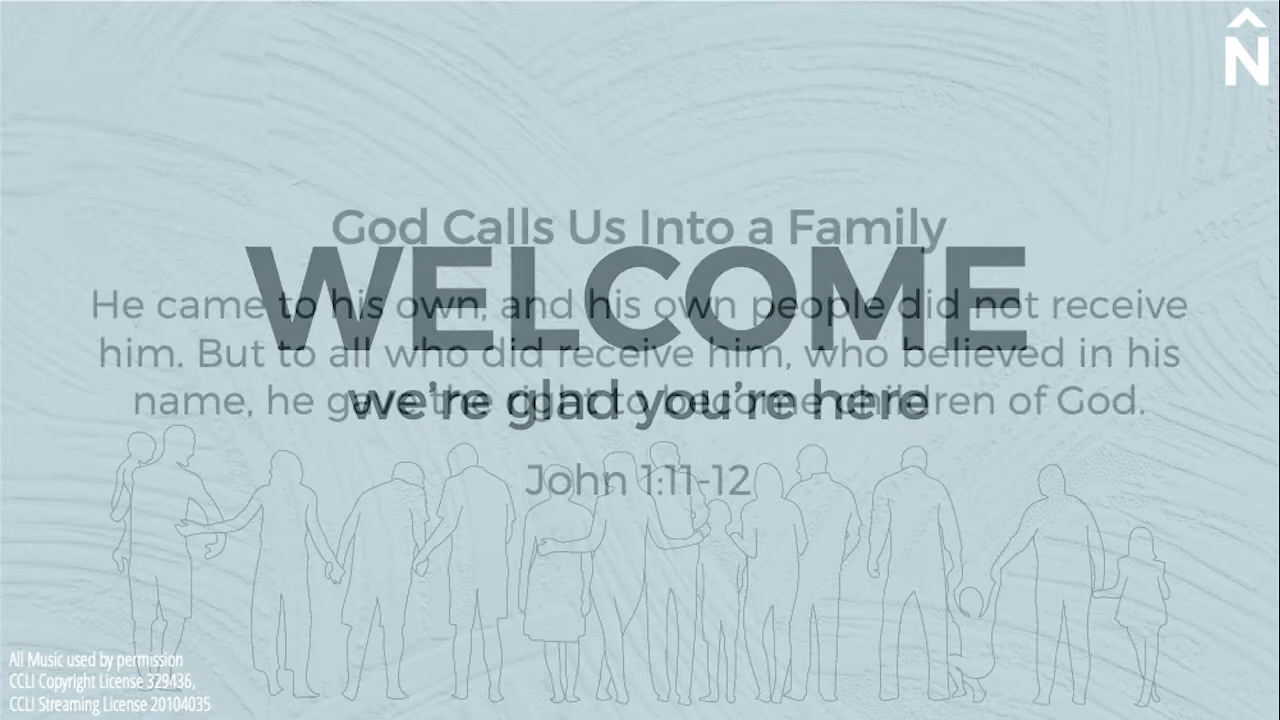 N
God Calls Us Into a Family
WELCOME
He came to his own, and his own people did not receive
him. But to all who did receive him, who believed in his
name, he gave the right to become children of God.
we're glad you're here
John 1:11-12
All Music used by permission
CCLI Copyright License 329436,
CCLI Streaming License 20104035